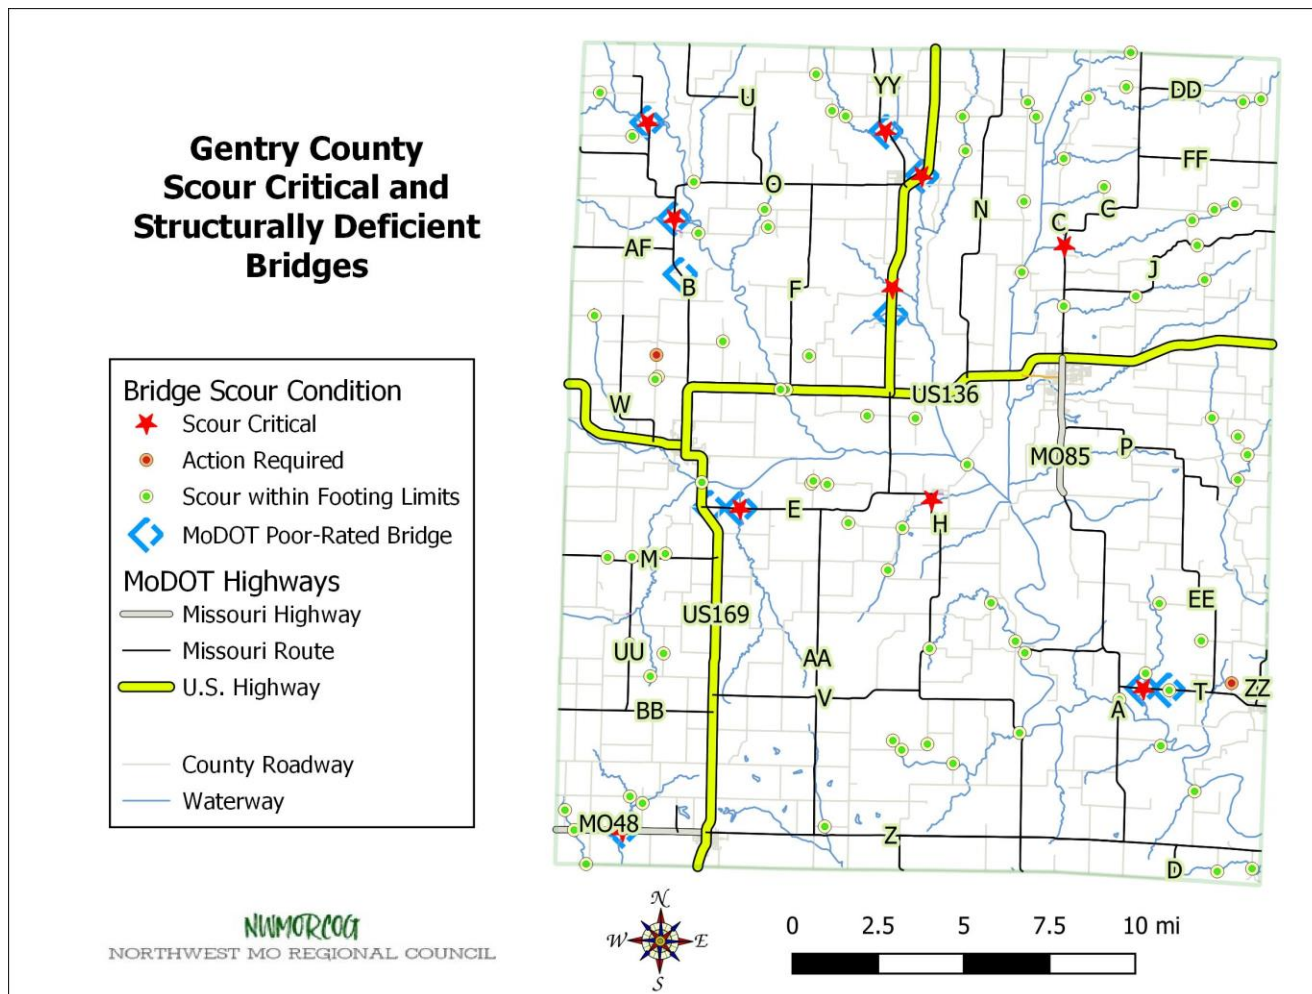 Gentry County
Scour Critical and
Structurally Deficient
Bridges
Bridge Scour Condition
Scour Critical
Action Required
Scour within Footing Limits
MoDOT Poor-Rated Bridge
MoDOT Highways
Missouri Highway
Missouri Route
U.S. Highway
County Roadway
Waterway
NWMORCOG
NORTHWEST MO REGIONAL COUNCIL
U
YY
DD
FF
O
N
C
C
AF
J
B
F
W
US136
P
MO85
E
H
M
EE
US169
UU
AA
V
T
ZZ
BB
A
MO48
Z
D
N
W
E
S
0
2.5
5
7.5
10 mi